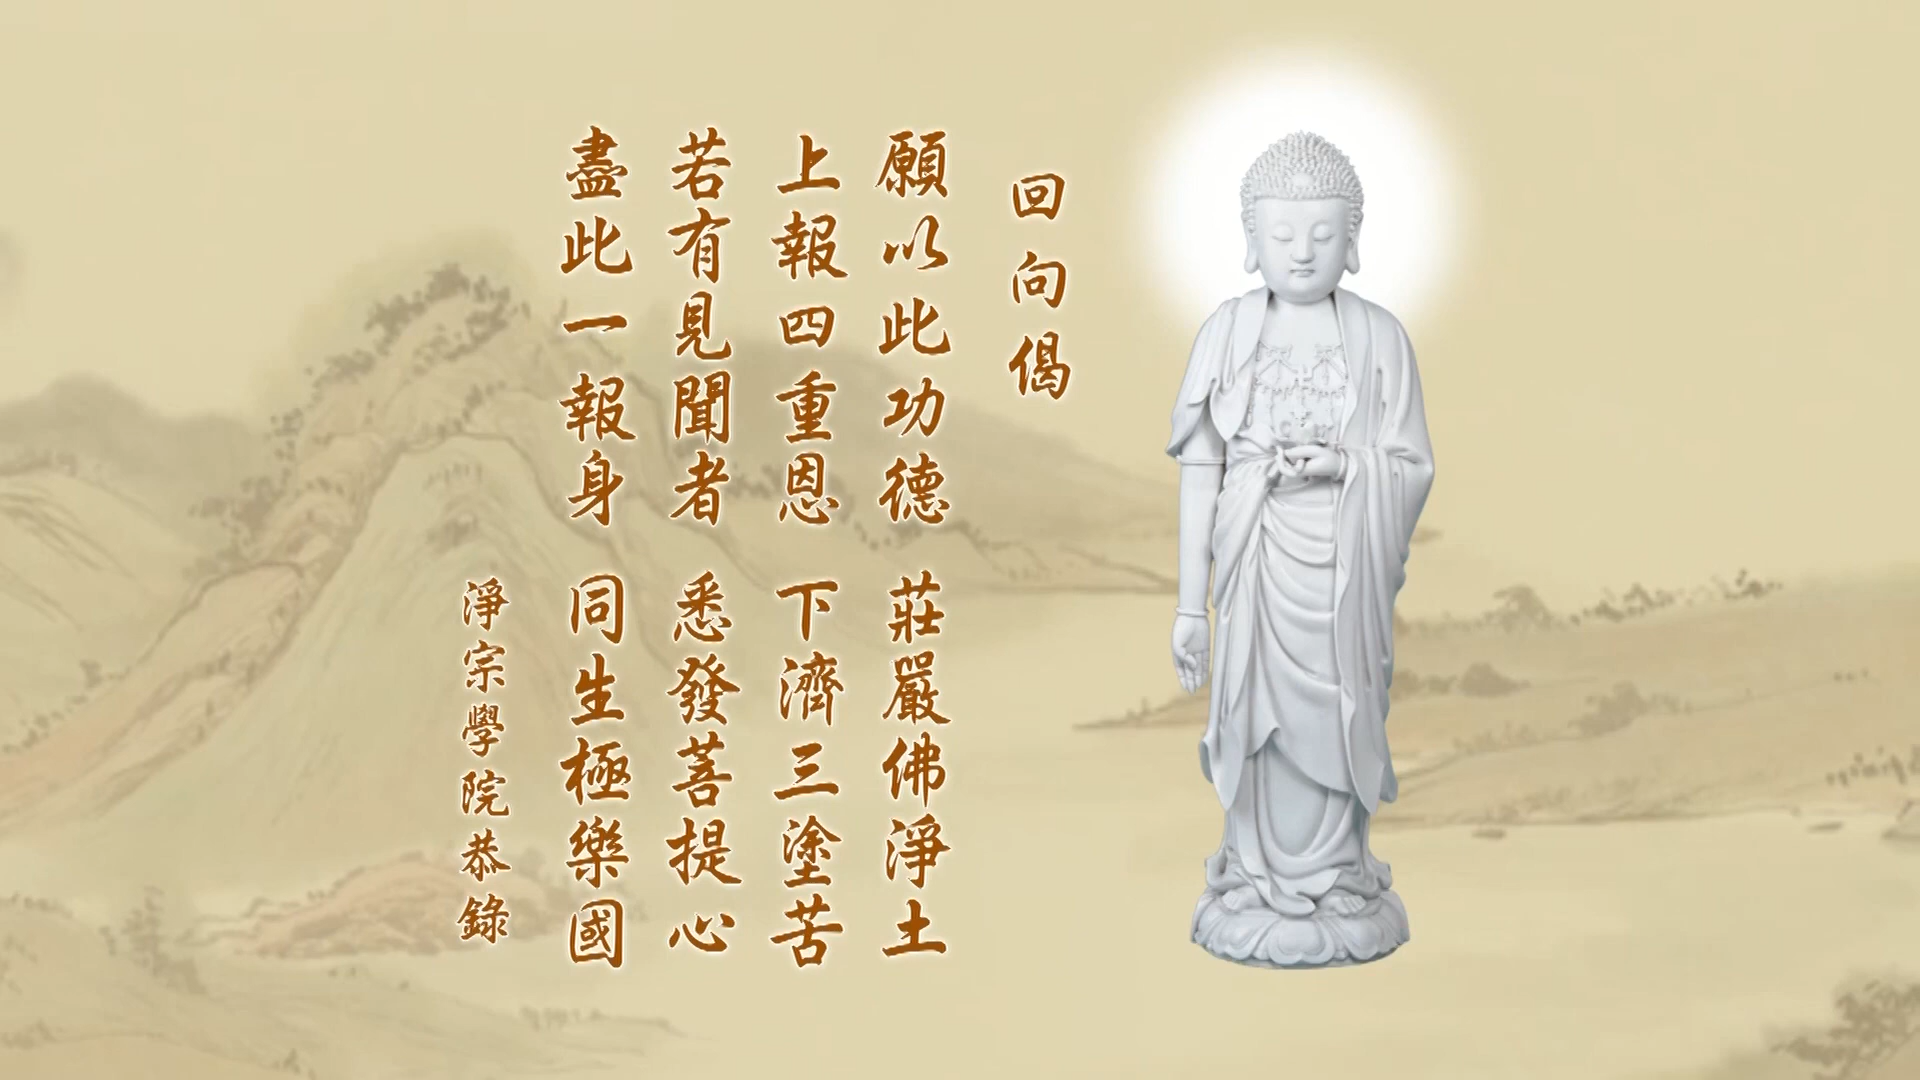 回向偈
願以此功德 莊嚴佛淨土
上報四重恩 下濟三塗苦
若有見聞者 悉發菩提心
盡此一報身 同生極樂國
淨宗學院恭錄